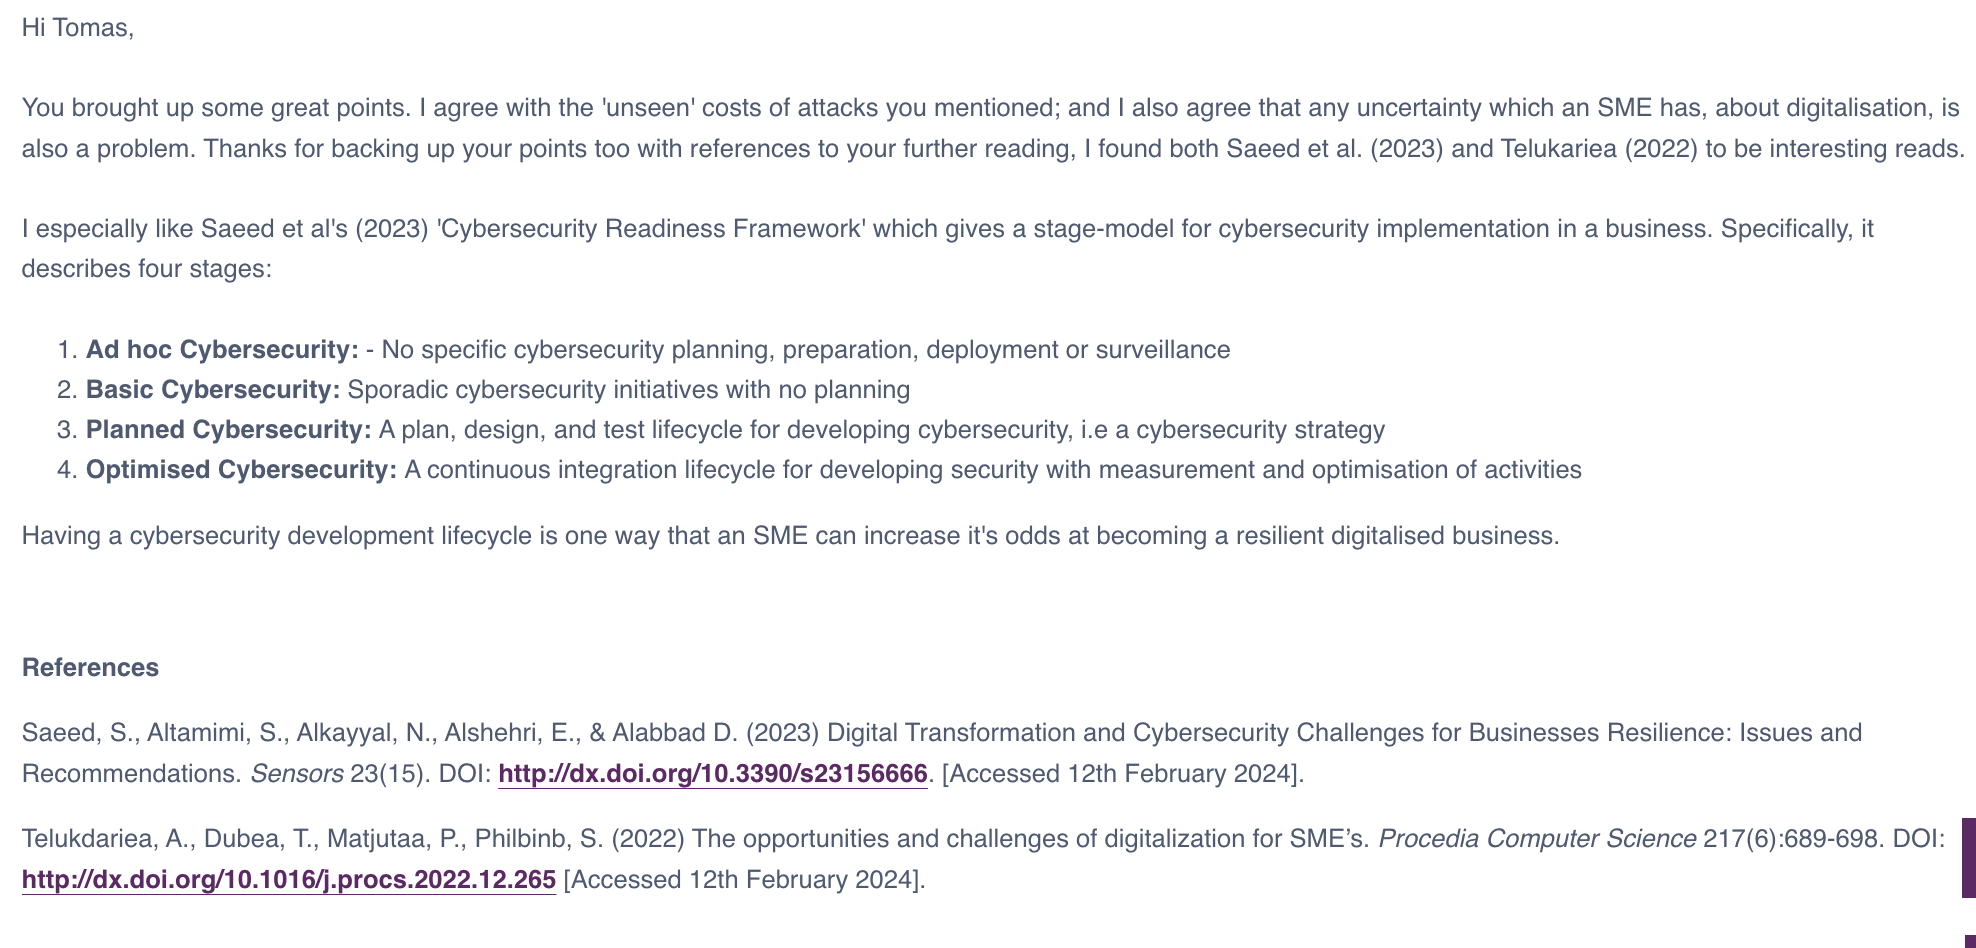 Hi Tomas,
You brought up some great points. I agree with the 'unseen' costs of attacks you mentioned; and I also agree that any uncertainty which an SME has, about digitalisation, is
also a problem. Thanks for backing up your points too with references to your further reading, I found both Saeed et al. (2023) and Telukariea (2022) to be interesting reads.
I especially like Saeed et al's (2023) 'Cybersecurity Readiness Framework' which gives a stage-model for cybersecurity implementation in a business. Specifically, it
describes four stages:
1. Ad hoc Cybersecurity: - No specific cybersecurity planning, preparation, deployment or surveillance
2. Basic Cybersecurity: Sporadic cybersecurity initiatives with no planning
3. Planned Cybersecurity: A plan, design, and test lifecycle for developing cybersecurity, i.e a cybersecurity strategy
4. Optimised Cybersecurity: A continuous integration lifecycle for developing security with measurement and optimisation of activities
Having a cybersecurity development lifecycle is one way that an SME can increase it's odds at becoming a resilient digitalised business.
References
Saeed, S., Altamimi, S., Alkayyal, N., Alshehri, E., & Alabbad D. (2023) Digital Transformation and Cybersecurity Challenges for Businesses Resilience: Issues and
Recommendations. Sensors 23(15). DOI: http://dx.doi.org/10.3390/s23156666. [Accessed 12th February 2024].
Telukdariea, A., Dubea, T., Matjutaa, P., Philbinb, S. (2022) The opportunities and challenges of digitalization for SME’s. Procedia Computer Science 217(6):689-698. DOI:
http://dx.doi.org/10.1016/j.procs.2022.12.265 [Accessed 12th February 2024].